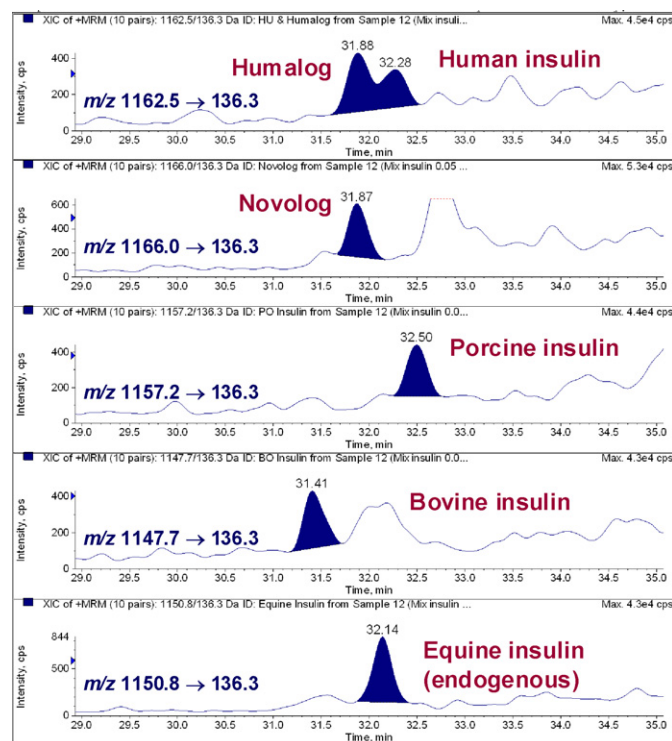 XIC of +MRM (10 pairs): 1162.5/136.3 Da ID: HU & Humalog from Sample 12 (Mix insuli... Max. 4.5e4 cps
31.88
32.28
Humalog
Human insulin
m/z 1162.5 → 136.3
Intensity, cps
400
200
0
29.0 29.5 30.0 30.5 31.0 31.5 32.0 32.5 33.0 33.5 34.0 34.5 35.0
Time, min
XIC of +MRM (10 pairs): 1166.0/136.3 Da ID: Novolog from Sample 12 (Mix insulin 0.05 ... Max. 5.3e4 cps
31.87
Novolog
m/z 1166.0 → 136.3
Intensity, cps
600
400
200
0
29.0 29.5 30.0 30.5 31.0 31.5 32.0 32.5 33.0 33.5 34.0 34.5 35.0
Time, min
XIC of +MRM (10 pairs): 1157.2/136.3 Da ID: PO Insulin from Sample 12 (Mix insulin 0.0... Max. 4.4e4 cps
32.50
Porcine insulin
m/z 1157.2 → 136.3
Intensity, cps
400
200
0
29.0 29.5 30.0 30.5 31.0 31.5 32.0 32.5 33.0 33.5 34.0 34.5 35.0
Time, min
XIC of +MRM (10 pairs): 1147.7/136.3 Da ID: BO Insulin from Sample 12 (Mix insulin 0.0... Max. 4.3e4 cps
31.41
Bovine insulin
m/z 1147.7 → 136.3
Intensity, cps
400
200
0
29.0 29.5 30.0 30.5 31.0 31.5 32.0 32.5 33.0 33.5 34.0 34.5 35.0
Time, min
XIC of +MRM (10 pairs): 1150.8/136.3 Da ID: Equine Insulin from Sample 12 (Mix insulin ... Max. 4.3e4 cps
32.14
Equine insulin
(endogenous)
m/z 1150.8 → 136.3
Intensity, cps
844
500
0
29.0 29.5 30.0 30.5 31.0 31.5 32.0 32.5 33.0 33.5 34.0 34.5 35.0
Time, min